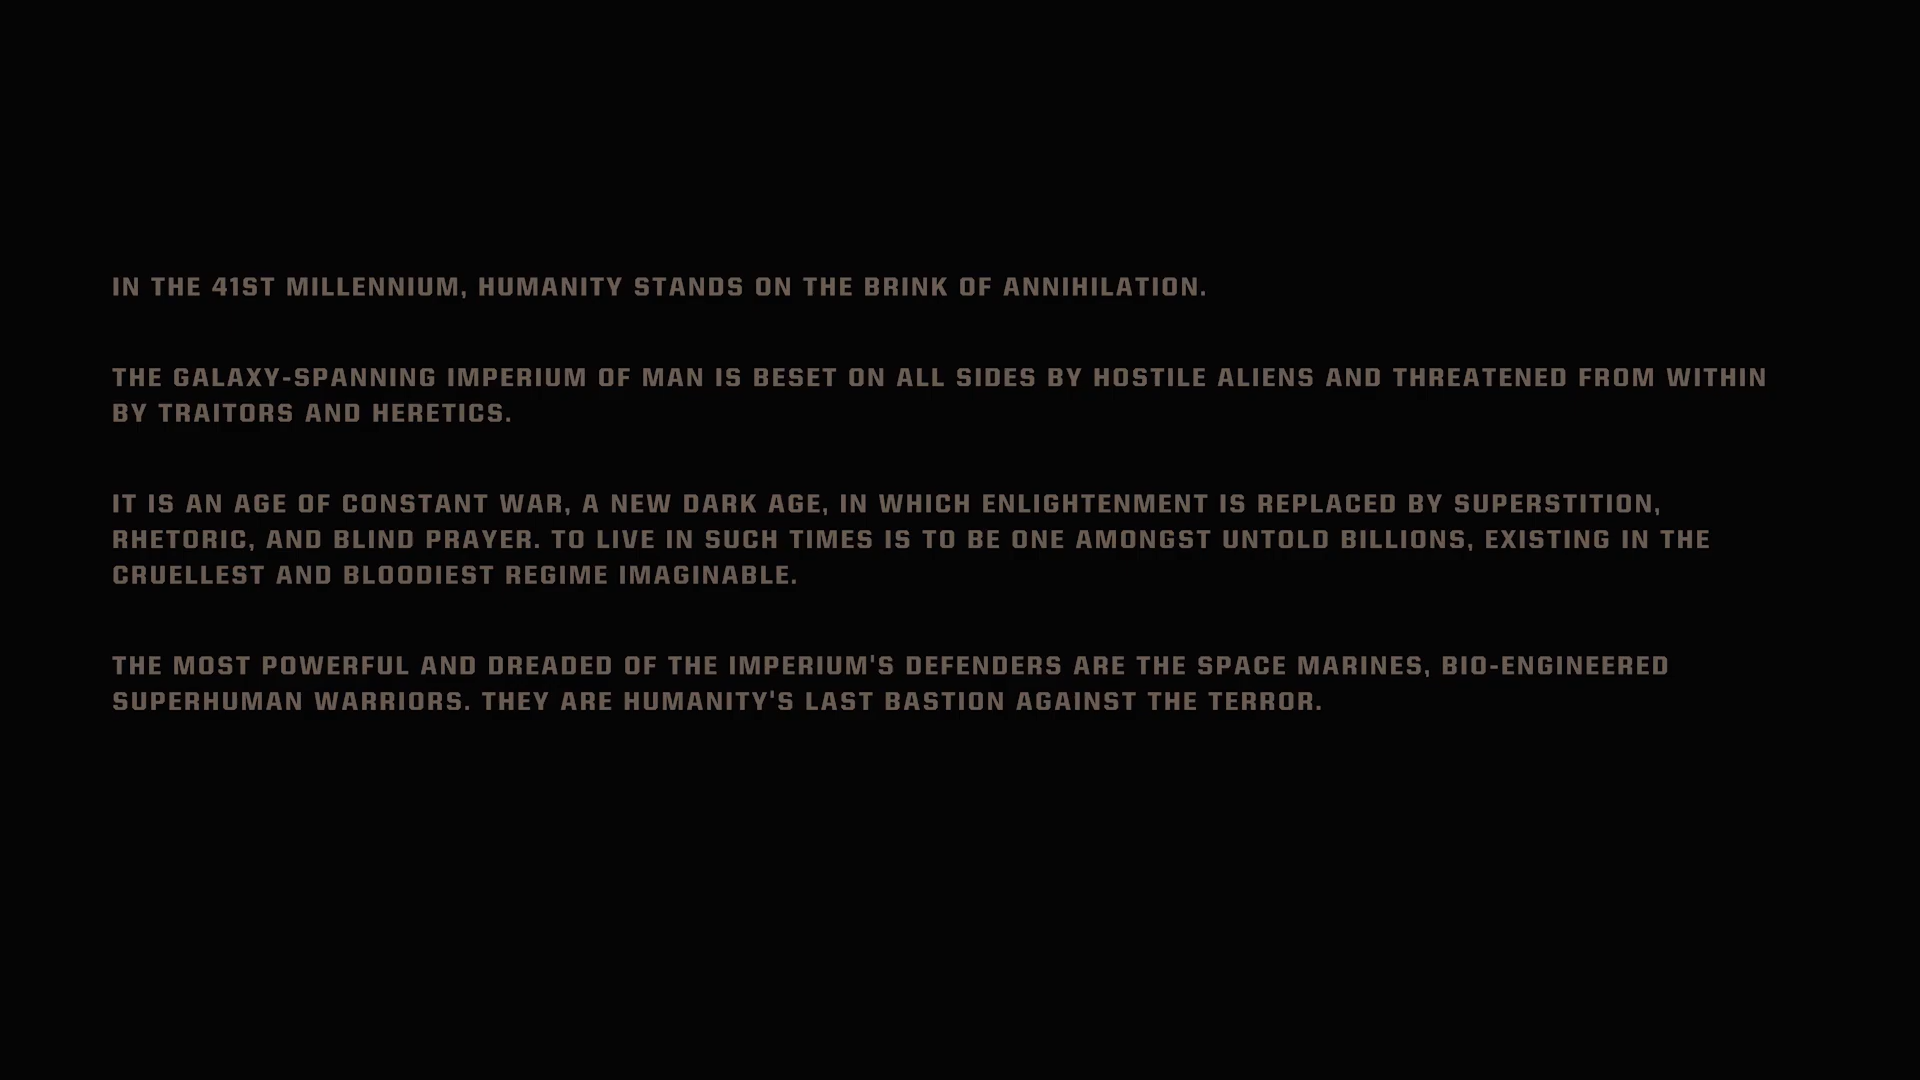 IN THE 41ST MILLENNIUM, HUMANITY STANDS ON THE BRINK OF ANNIHILATION.
THE GALAXY-SPANNING IMPERIUM OF MAN IS BESET ON ALL SIDES BY HOSTILE ALIENS AND THREATENED FROM WITHIN
BY TRAITORS AND HERETICS.
IT IS AN AGE OF CONSTANT WAR, A NEW DARK AGE, IN WHICH ENLIGHTENMENT IS REPLACED BY SUPERSTITION,
RHETORIC, AND BLIND PRAYER. TO LIVE IN SUCH TIMES IS TO BE ONE AMONGST UNTOLD BILLIONS, EXISTING IN THE
CRUELLEST AND BLOODIEST REGIME IMAGINABLE.
THE MOST POWERFUL AND DREADED OF THE IMPERIUM'S DEFENDERS ARE THE SPACE MARINES, BIO-ENGINEERED
SUPERHUMAN WARRIORS. THEY ARE HUMANITY'S LAST BASTION AGAINST THE TERROR.